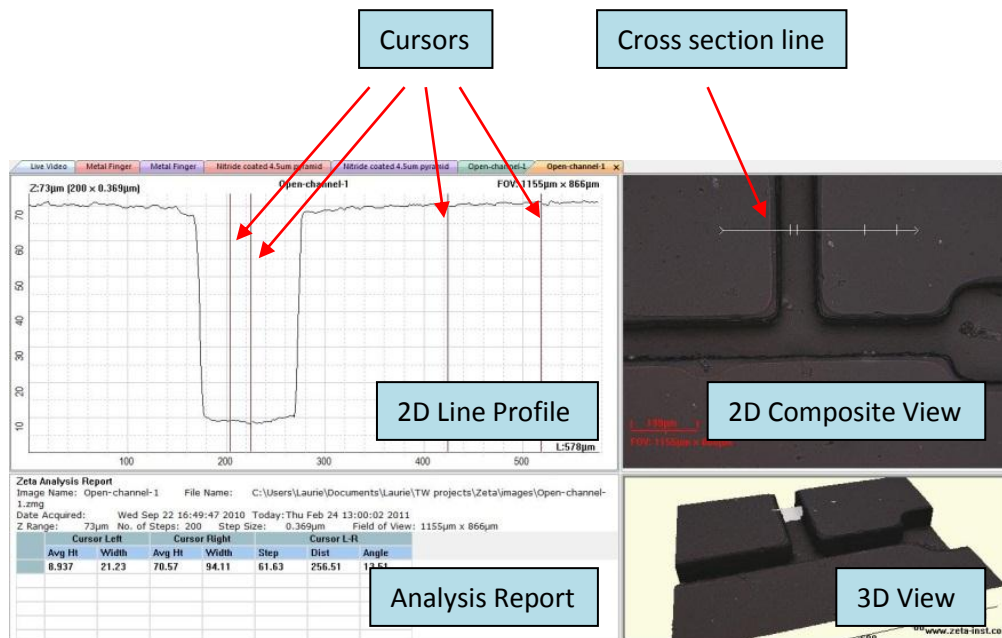 Cursors
Cross section line
Live Video Metal Finger Metal Finger Nitride coated 4.5um pyramid Nitride coated 4.5um pyramid Open-channel-1 Open-channel-1 x
Z:73µm (200 x 0.369µm) Open-channel-1 FOV: 1155µm x 866µm
70
60
50
40
30
20
10
2D Line Profile
L:578µm
100 200 300 400 500
2D Composite View
FOV: 1155µm x 866µm
Zeta Analysis Report
Image Name: Open-channel-1 File Name: C:\Users\Laurie\Documents\Laurie\TW projects\Zeta\images\Open-channel-
1.zmg
Date Acquired: Wed Sep 22 16:49:47 2010 Today:Thu Feb 24 13:00:02 2011
Z Range: 73µm No. of Steps: 200 Step Size: 0.369µm Field of View: 1155µm x 866µm
Cursor Left Cursor Right Cursor L-R
Avg Ht Width Avg Ht Width Step Dist Angle
8.937 21.23 70.57 94.11 61.63 256.51 13.51
Analysis Report
3D View
www.zeta-inst.co